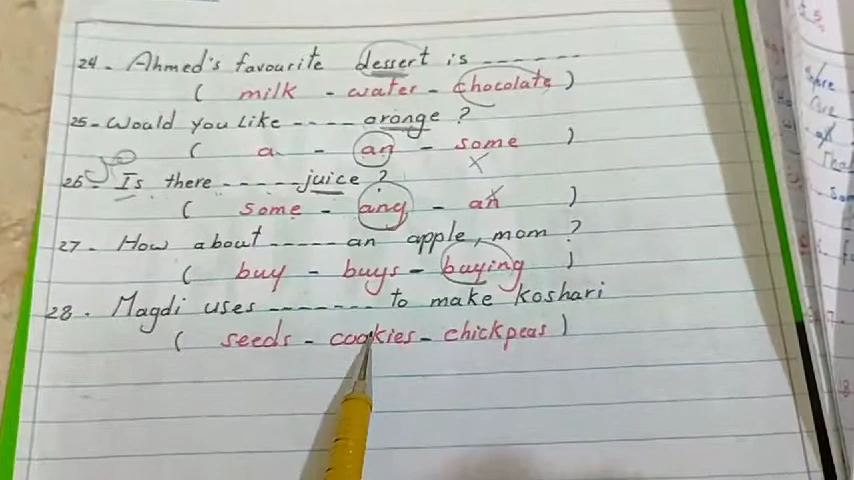 24. Ahmed's favourite dessert is ------
( milk - water - chocolate )
25- Would you like ---- orange ?
( a - an - some )
26- Is there ----- juice ?
( some - any - an )
27. How about ----- an apple, mom ?
( buy - buys - buying )
28. Magdi uses -------- to make koshari
( seeds - cookies - chickpeas )